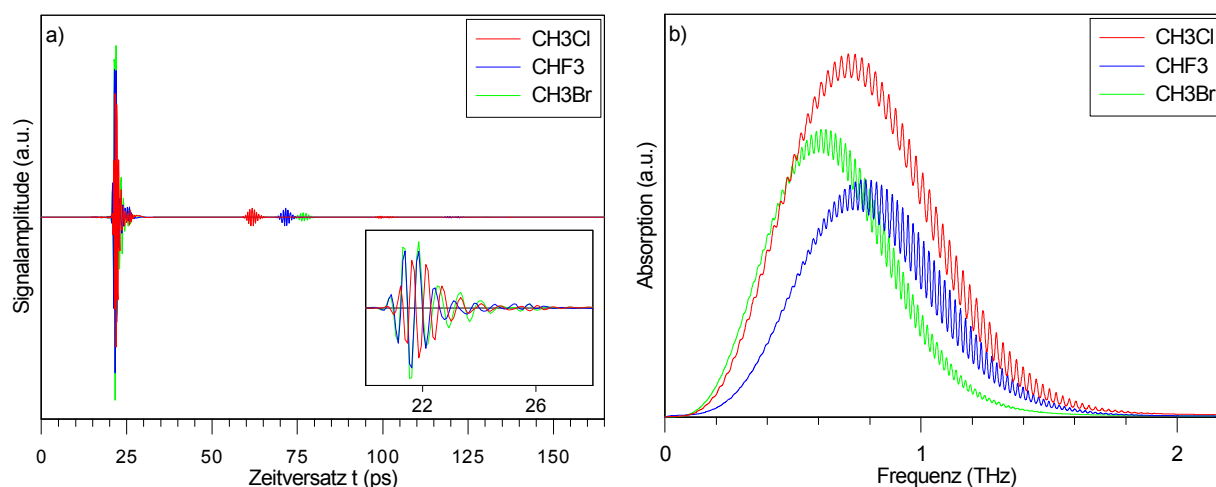 a)
CH3Cl
CHF3
CH3Br
Signalamplitude (a.u.)
22 26
0 25 50 75 100 125 150
Zeitversatz t (ps)
b)
CH3Cl
CHF3
CH3Br
Absorption (a.u.)
0 1 2
Frequenz (THz)